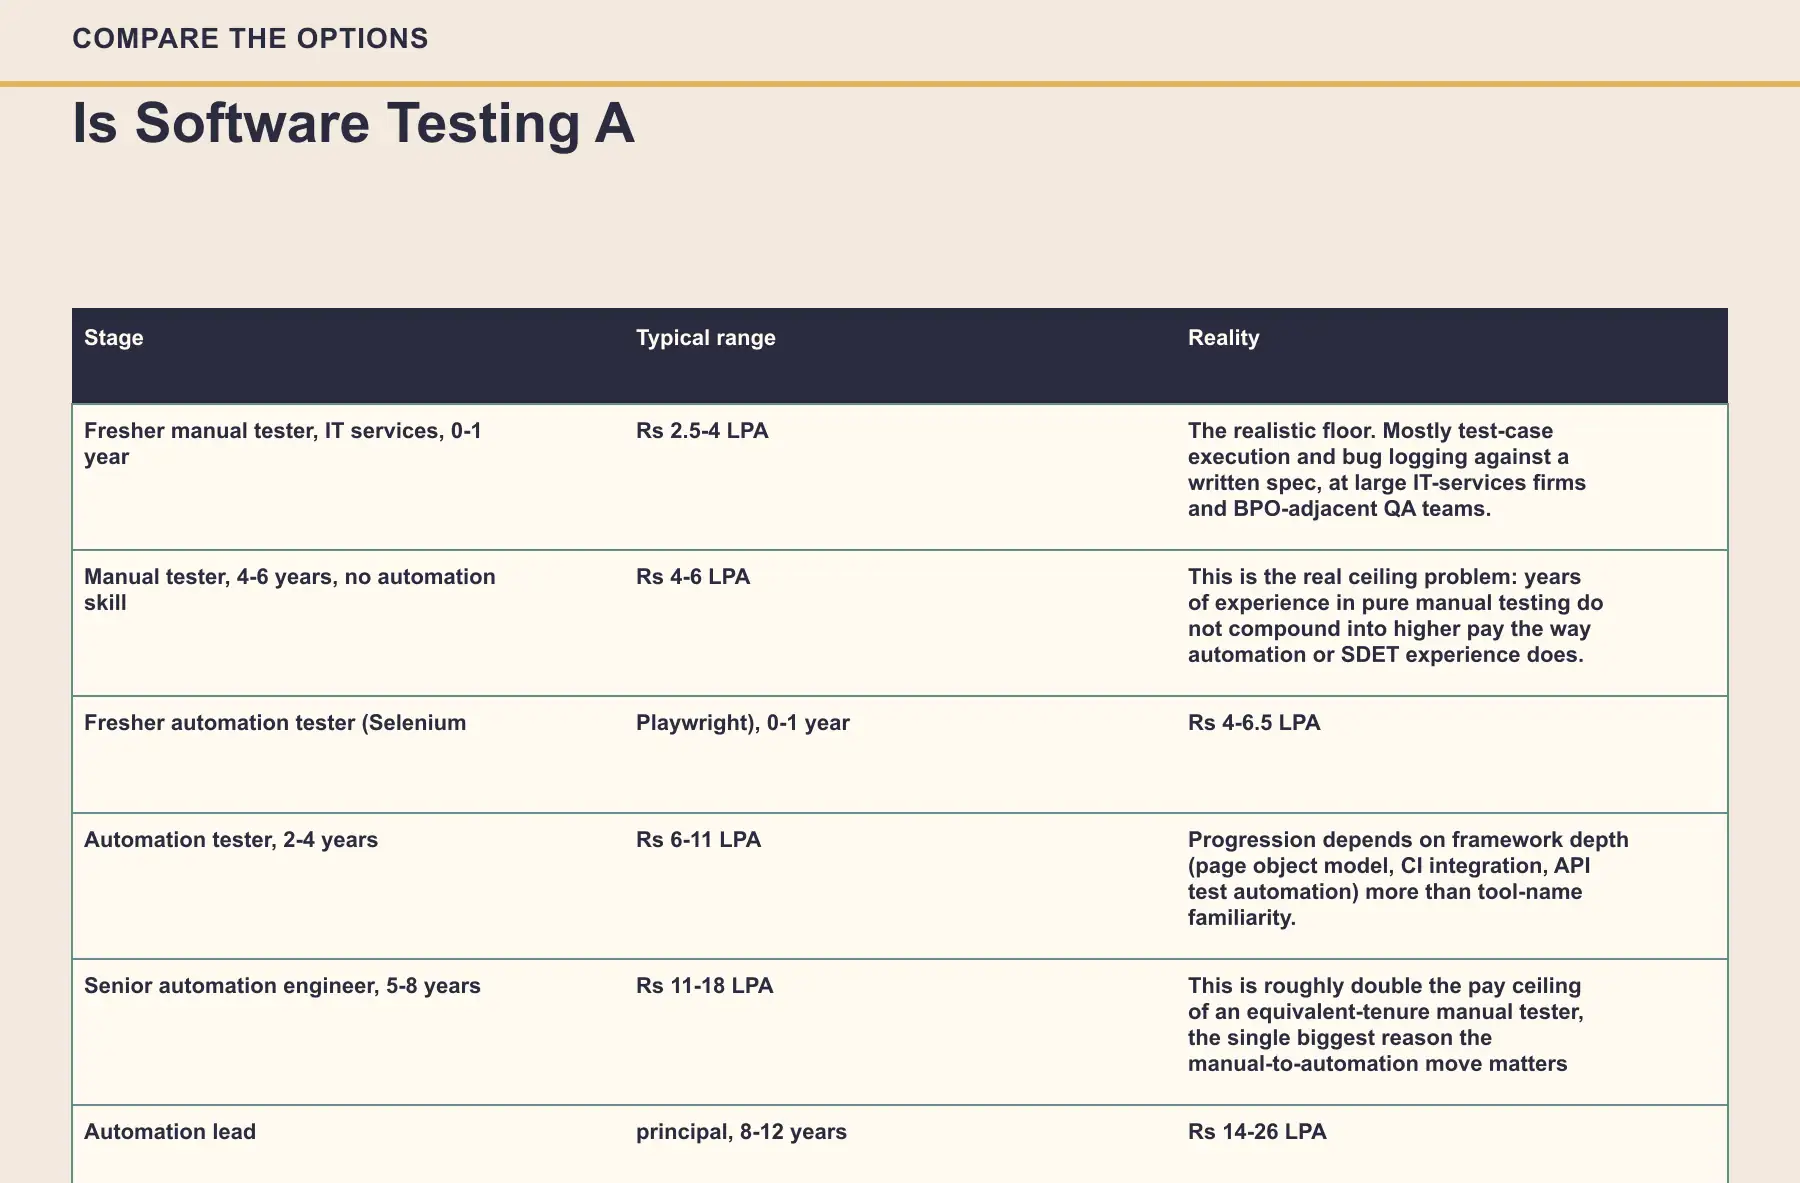 COMPARE THE OPTIONS
Is Software Testing A
Stage
Typical range
Reality
Fresher manual tester, IT services, 0-1
year
Rs 2.5-4 LPA
The realistic floor. Mostly test-case
execution and bug logging against a
written spec, at large IT-services firms
and BPO-adjacent QA teams.
Manual tester, 4-6 years, no automation
skill
Rs 4-6 LPA
This is the real ceiling problem: years
of experience in pure manual testing do
not compound into higher pay the way
automation or SDET experience does.
Fresher automation tester (Selenium
Playwright), 0-1 year
Rs 4-6.5 LPA
Automation tester, 2-4 years
Rs 6-11 LPA
Progression depends on framework depth
(page object model, CI integration, API
test automation) more than tool-name
familiarity.
Senior automation engineer, 5-8 years
Rs 11-18 LPA
This is roughly double the pay ceiling
of an equivalent-tenure manual tester,
the single biggest reason the
manual-to-automation move matters
Automation lead
principal, 8-12 years
Rs 14-26 LPA